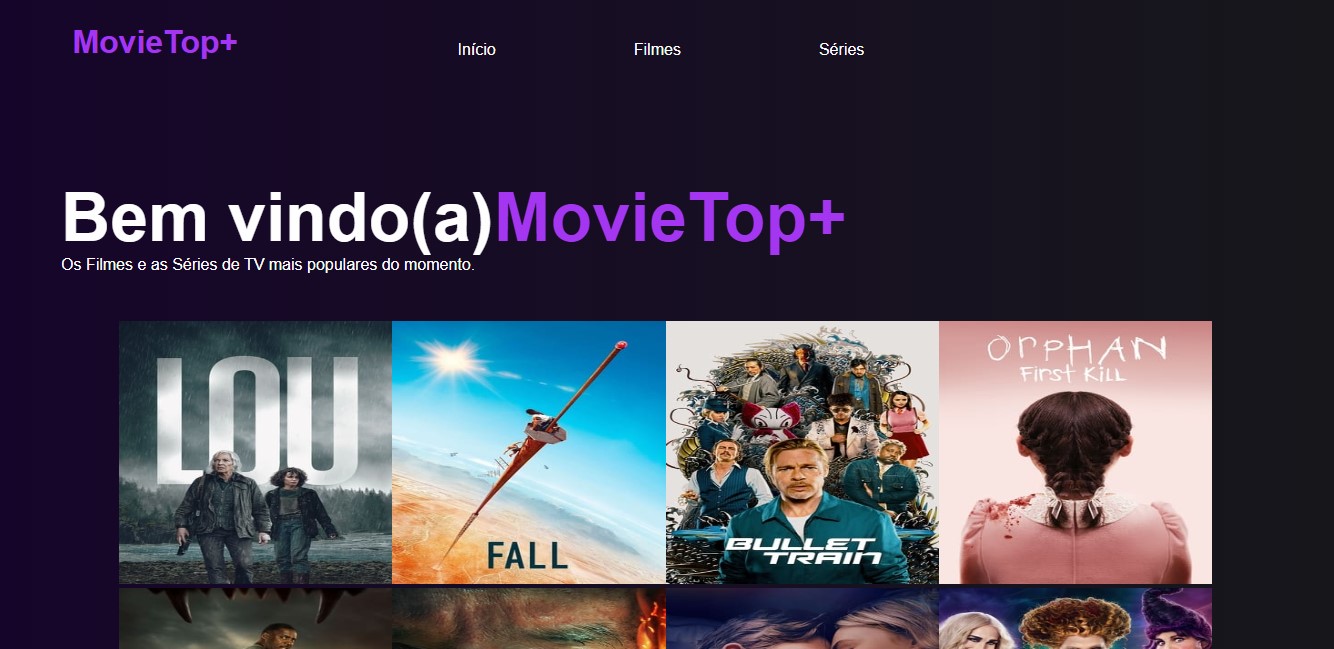 MovieTop+
Início Filmes Séries
Bem vindo(a)MovieTop+
Os Filmes e as Séries de TV mais populares do momento.
LOU
FALL
BULLET
TRAIN
ORPHAN
First Kill